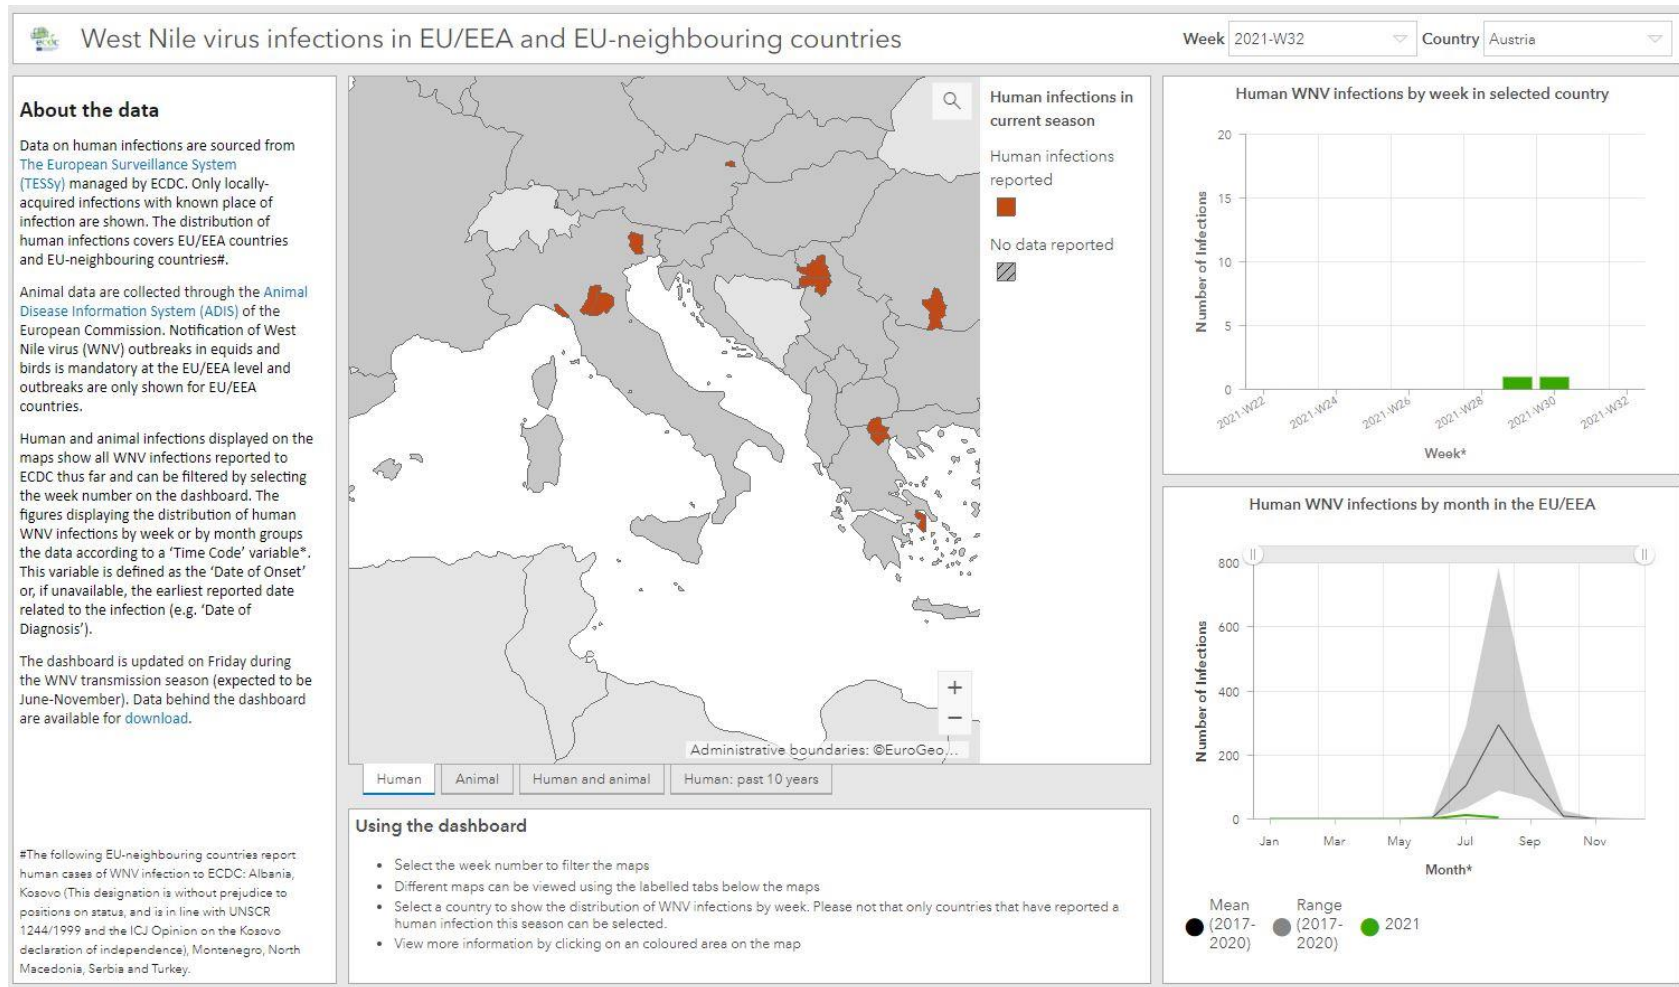 ecdc
West Nile virus infections in EU/EEA and EU-neighbouring countries
Week 2021-W32
Country Austria
About the data
Data on human infections are sourced from
The European Surveillance System
(TESSy) managed by ECDC. Only locally-
acquired infections with known place of
infection are shown. The distribution of
human infections covers EU/EEA countries
and EU-neighbouring countries#.
Animal data are collected through the Animal
Disease Information System (ADIS) of the
European Commission. Notification of West
Nile virus (WNV) outbreaks in equids and
birds is mandatory at the EU/EEA level and
outbreaks are only shown for EU/EEA
countries.
Human and animal infections displayed on the
maps show all WNV infections reported to
ECDC thus far and can be filtered by selecting
the week number on the dashboard. The
figures displaying the distribution of human
WNV infections by week or by month groups
the data according to a 'Time Code' variable*.
This variable is defined as the 'Date of Onset'
or, if unavailable, the earliest reported date
related to the infection (e.g. 'Date of
Diagnosis').
The dashboard is updated on Friday during
the WNV transmission season (expected to be
June-November). Data behind the dashboard
are available for download.
#The following EU-neighbouring countries report
human cases of WNV infection to ECDC: Albania,
Kosovo (This designation is without prejudice to
positions on status, and is in line with UNSCR
1244/1999 and the ICJ Opinion on the Kosovo
declaration of independence), Montenegro, North
Macedonia, Serbia and Turkey.
Human infections in
current season
Human infections
reported
No data reported
+
−
Administrative boundaries: ©EuroGeo...
Human
Animal
Human and animal
Human: past 10 years
Using the dashboard
• Select the week number to filter the maps
• Different maps can be viewed using the labelled tabs below the maps
• Select a country to show the distribution of WNV infections by week. Please not that only countries that have reported a
human infection this season can be selected.
• View more information by clicking on an coloured area on the map
Human WNV infections by week in selected country
Number of Infections
20
15
10
5
0
2021-W22
2021-W24
2021-W26
2021-W28
2021-W30
2021-W32
Week*
Human WNV infections by month in the EU/EEA
Number of Infections
800
600
400
200
0
Jan
Mar
May
Jul
Sep
Nov
Month*
Mean
(2017-
2020)
Range
(2017-
2020)
2021